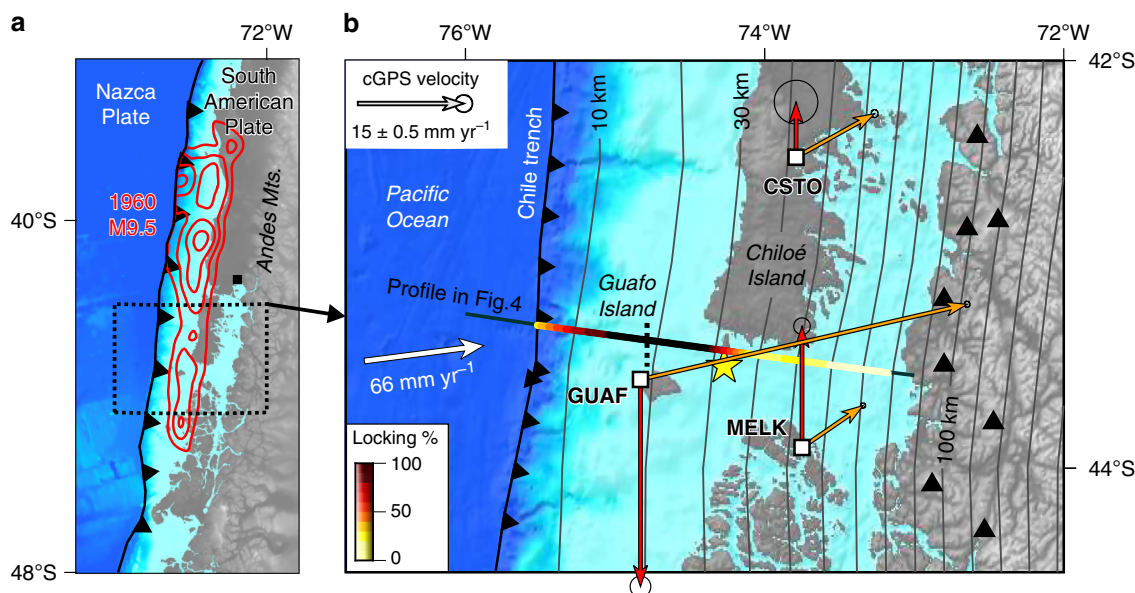 a
72°W
Nazca
Plate
South
American
Plate
1960
M9.5
Andes Mts.
40°S
48°S
b
76°W
74°W
72°W
42°S
44°S
cGPS velocity
15 ± 0.5 mm yr⁻¹
10 km
30 km
100 km
Chile trench
Pacific
Ocean
CSTO
Chiloé
Island
Guafo
Island
Profile in Fig.4
66 mm yr⁻¹
GUAF
MELK
Locking %
100
50
0